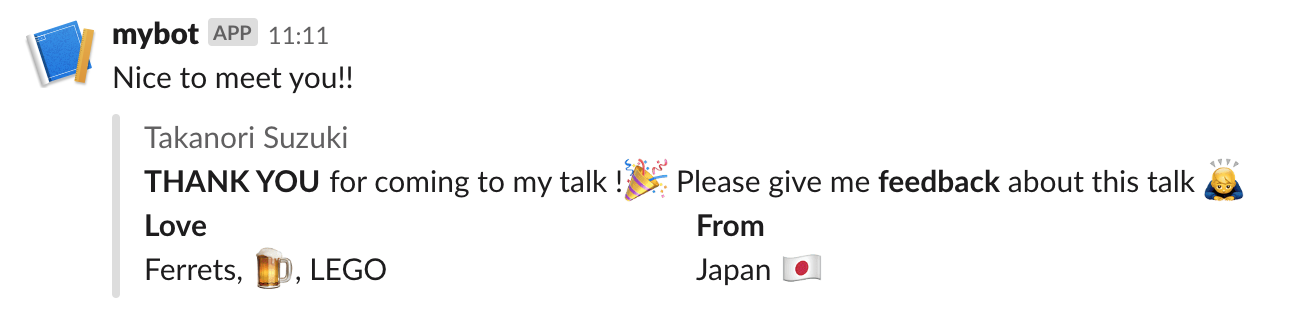 mybot APP 11:11
Nice to meet you!!
Takanori Suzuki
THANK YOU for coming to my talk !🎉 Please give me feedback about this talk 🙇
Love From
Ferrets, 🍺, LEGO Japan 🇯🇵